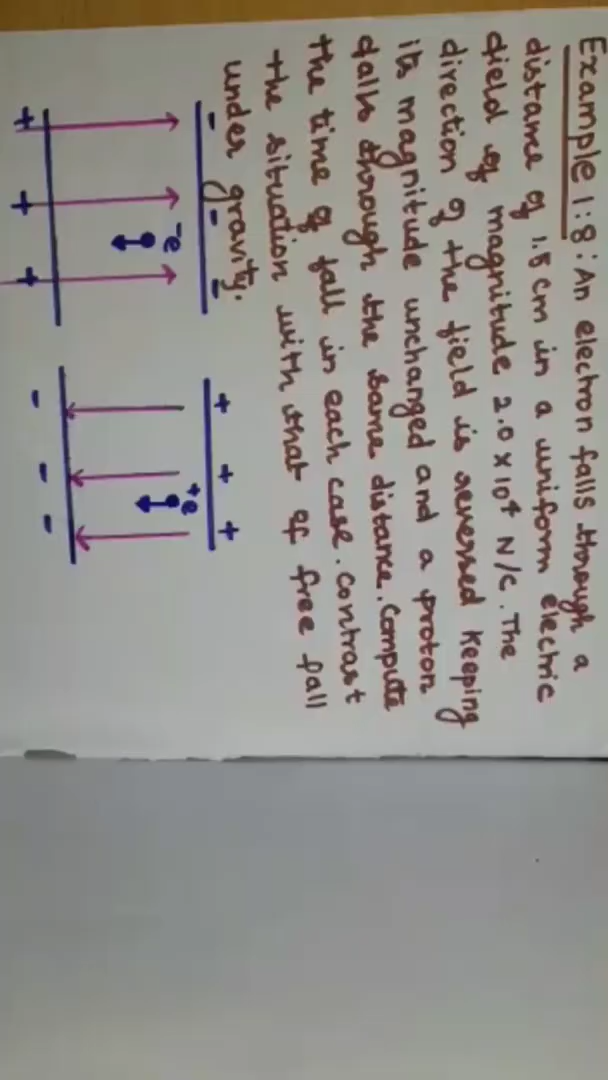 Example 1:8: An electron falls through a
distance of 1.5 cm in a uniform electric
field of magnitude 2.0 x 10⁴ N/C. The
direction of the field is reversed keeping
its magnitude unchanged and a proton
falls through the same distance. Compute
the time of fall in each case. Contrast
the situation with that of free fall
under gravity.
- - -
-e
+ + +
+ + +
+e
- - -